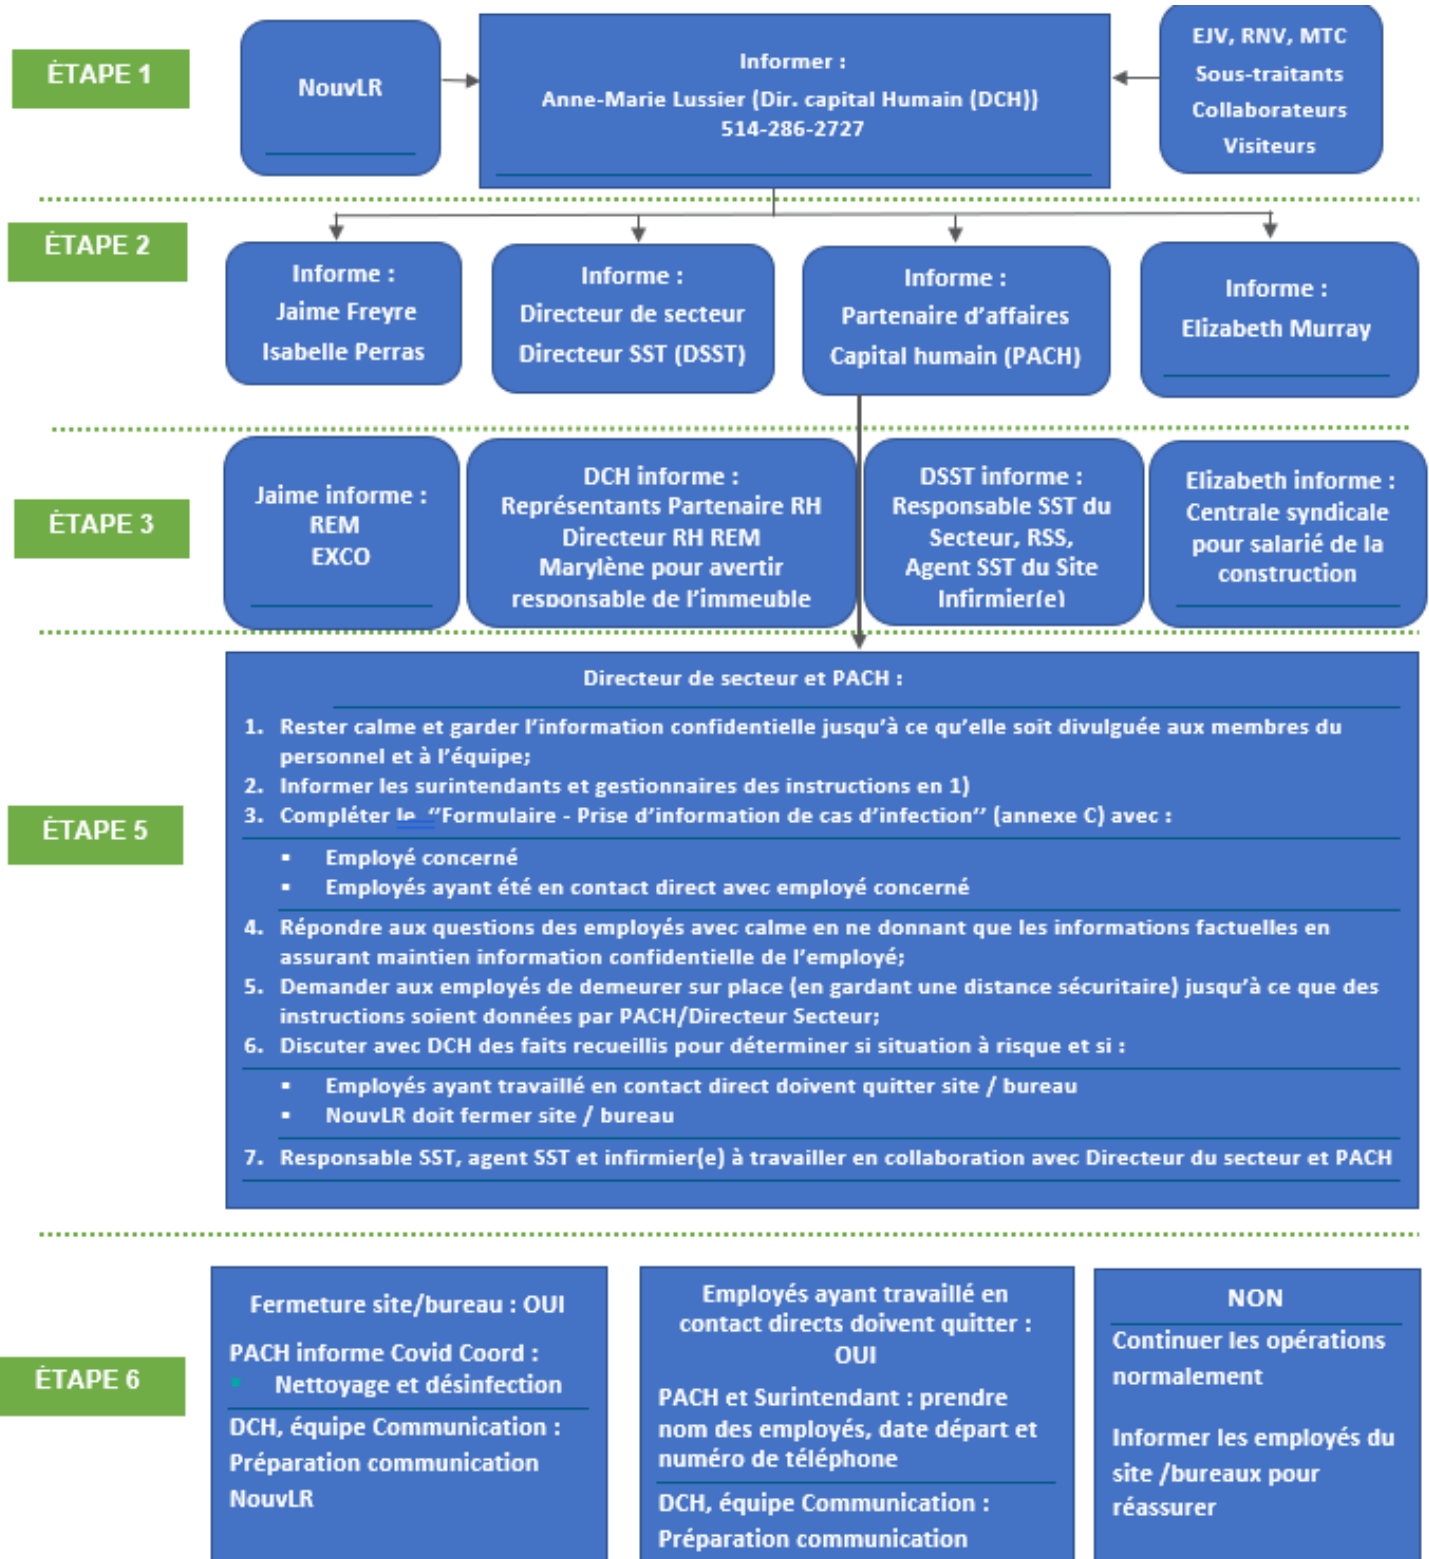 ÉTAPE 1
NouvLR
Informer :
Anne-Marie Lussier (Dir. capital Humain (DCH))
514-286-2727
EJV, RNV, MTC
Sous-traitants
Collaborateurs
Visiteurs
ÉTAPE 2
Informe :
Jaime Freyre
Isabelle Perras
Informe :
Directeur de secteur
Directeur SST (DSST)
Informe :
Partenaire d'affaires
Capital humain (PACH)
Informe :
Elizabeth Murray
ÉTAPE 3
Jaime informe :
REM
EXCO
DCH informe :
Représentants Partenaire RH
Directeur RH REM
Marylène pour avertir
responsable de l'immeuble
DSST informe :
Responsable SST du
Secteur, RSS,
Agent SST du Site
Infirmier(e)
Elizabeth informe :
Centrale syndicale
pour salarié de la
construction
ÉTAPE 5
Directeur de secteur et PACH :
1. Rester calme et garder l'information confidentielle jusqu'à ce qu'elle soit divulguée aux membres du
personnel et à l'équipe;
2. Informer les surintendants et gestionnaires des instructions en 1)
3. Compléter le ''Formulaire - Prise d'information de cas d'infection'' (annexe C) avec :
▪ Employé concerné
▪ Employés ayant été en contact direct avec employé concerné
4. Répondre aux questions des employés avec calme en ne donnant que les informations factuelles en
assurant maintien information confidentielle de l'employé;
5. Demander aux employés de demeurer sur place (en gardant une distance sécuritaire) jusqu'à ce que des
instructions soient données par PACH/Directeur Secteur;
6. Discuter avec DCH des faits recueillis pour déterminer si situation à risque et si :
▪ Employés ayant travaillé en contact direct doivent quitter site / bureau
▪ NouvLR doit fermer site / bureau
7. Responsable SST, agent SST et infirmier(e) à travailler en collaboration avec Directeur du secteur et PACH
ÉTAPE 6
Fermeture site/bureau : OUI
PACH informe Covid Coord :
▪ Nettoyage et désinfection
DCH, équipe Communication :
Préparation communication
NouvLR
Employés ayant travaillé en
contact directs doivent quitter :
OUI
PACH et Surintendant : prendre
nom des employés, date départ et
numéro de téléphone
DCH, équipe Communication :
Préparation communication
NON
Continuer les opérations
normalement
Informer les employés du
site /bureaux pour
réassurer